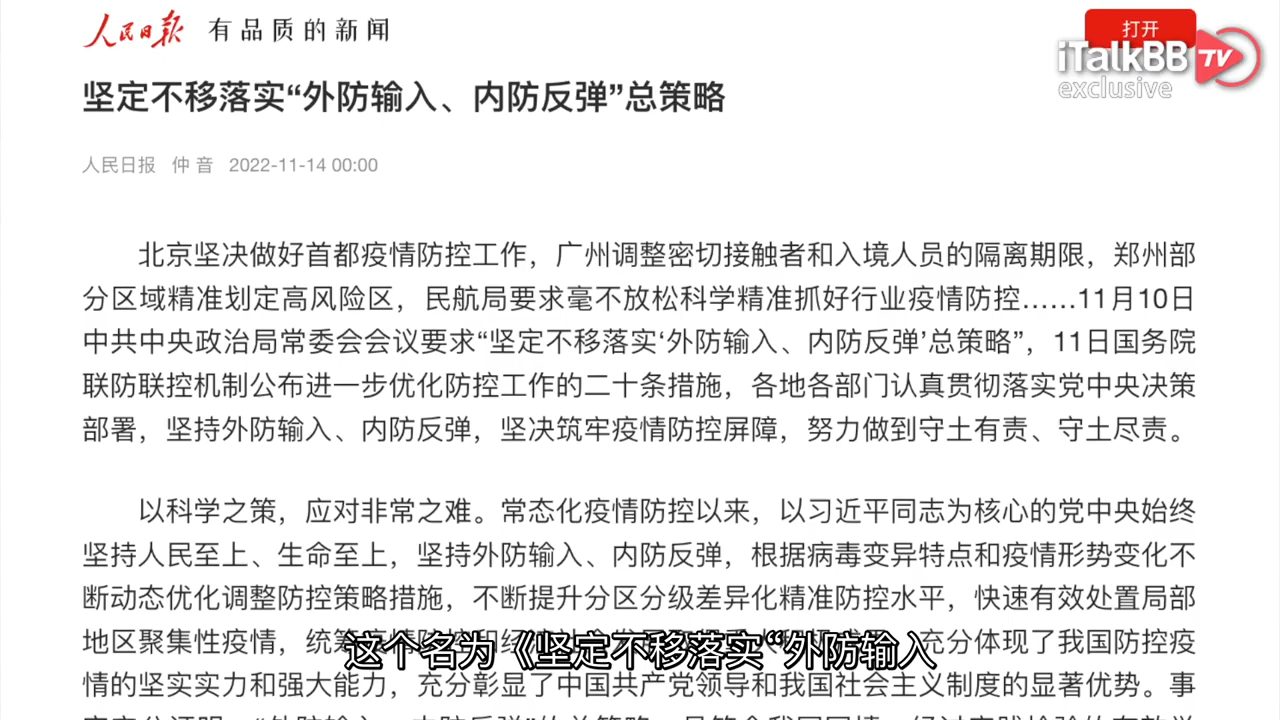 人民日报 有品质的新闻
打开
iTalkBB TV
exclusive
坚定不移落实“外防输入、内防反弹”总策略
人民日报 仲 音 2022-11-14 00:00
北京坚决做好首都疫情防控工作，广州调整密切接触者和入境人员的隔离期限，郑州部
分区域精准划定高风险区，民航局要求毫不放松科学精准抓好行业疫情防控……11月10日
中共中央政治局常委会会议要求“坚定不移落实‘外防输入、内防反弹’总策略”，11日国务院
联防联控机制公布进一步优化防控工作的二十条措施，各地各部门认真贯彻落实党中央决策
部署，坚持外防输入、内防反弹，坚决筑牢疫情防控屏障，努力做到守土有责、守土尽责。
以科学之策，应对非常之难。常态化疫情防控以来，以习近平同志为核心的党中央始终
坚持人民至上、生命至上，坚持外防输入、内防反弹，根据病毒变异特点和疫情形势变化不
断动态优化调整防控策略措施，不断提升分区分级差异化精准防控水平，快速有效处置局部
地区聚集性疫情，统 充分体现了我国防控疫
这个名为《坚定不移落实“外防输入
情的坚实实力和强大能力，充分彰显了中国共产党领导和我国社会主义制度的显著优势。事